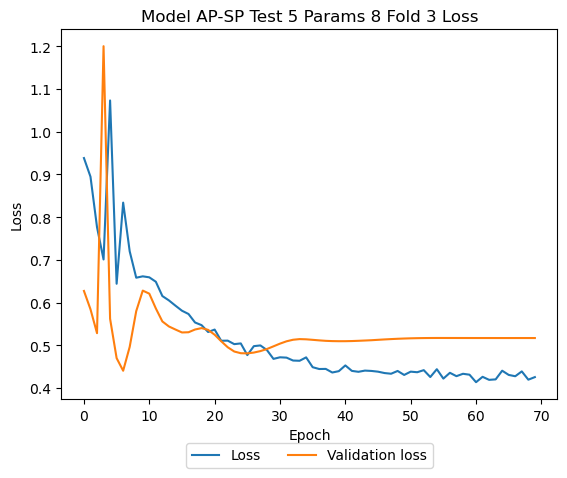 Model AP-SP Test 5 Params 8 Fold 3 Loss
1.2
1.1
1.0
0.9
0.8
0.7
0.6
0.5
0.4
Loss
0 10 20 30 40 50 60 70
Epoch
Loss Validation loss